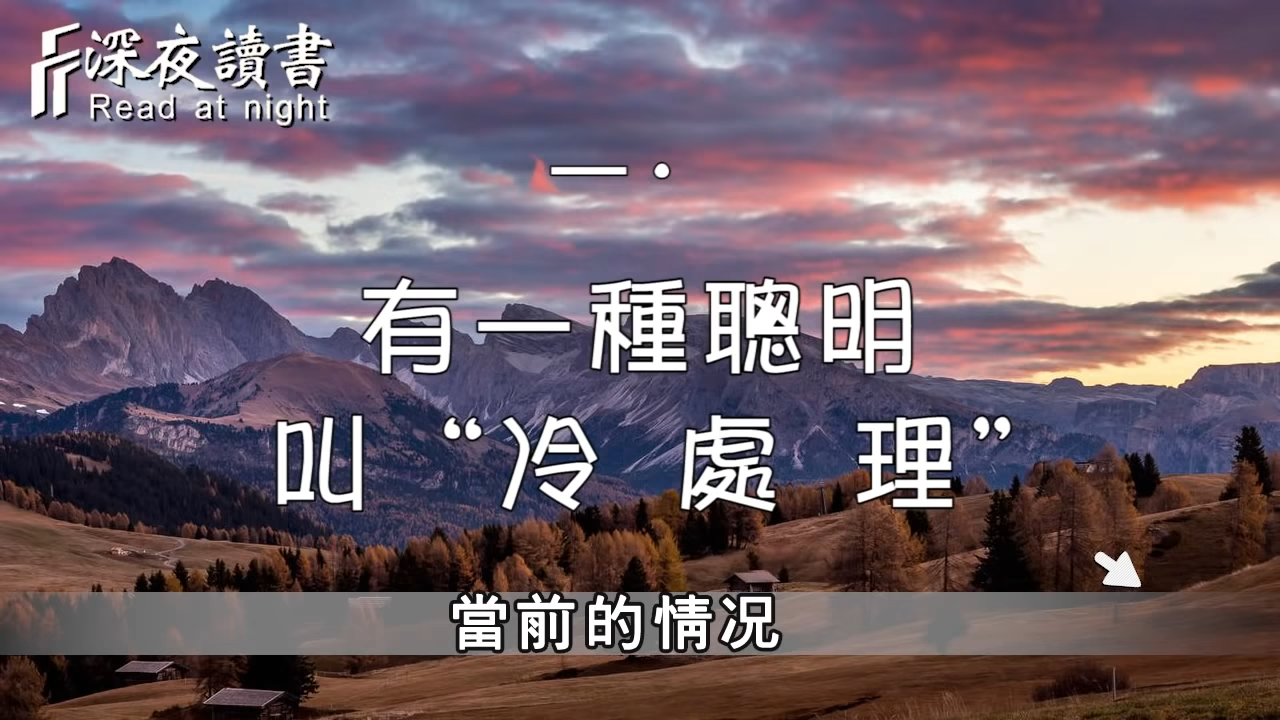 深夜讀書
Read at night
一·
有一種聰明
叫“冷處理”
當前的情况